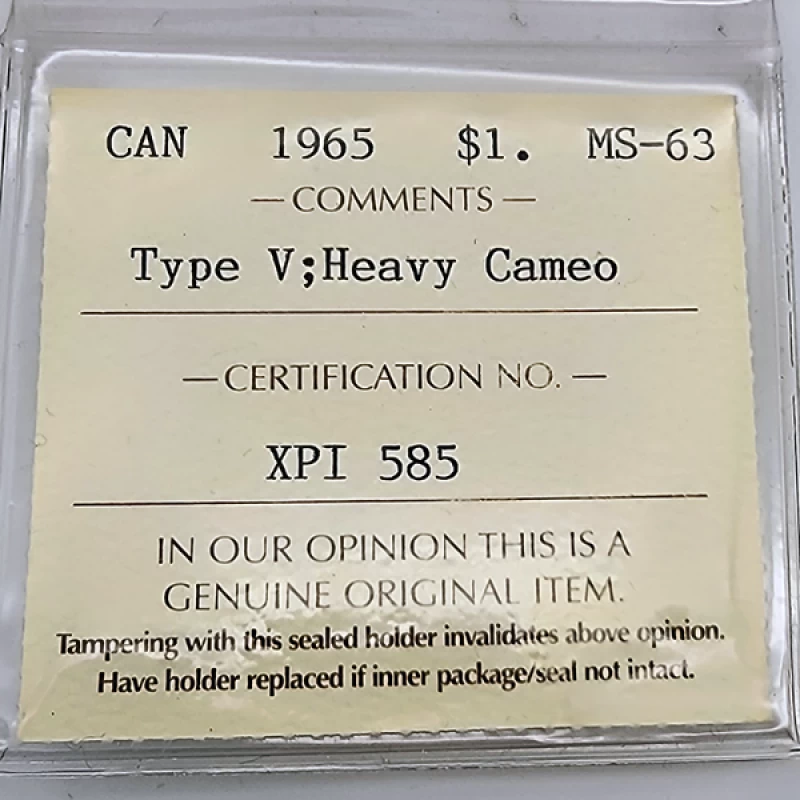 CAN 1965 $1. MS-63
— COMMENTS —
Type V;Heavy Cameo
— CERTIFICATION NO. —
XPI 585
IN OUR OPINION THIS IS A
GENUINE ORIGINAL ITEM.
Tampering with this sealed holder invalidates above opinion.
Have holder replaced if inner package/seal not intact.